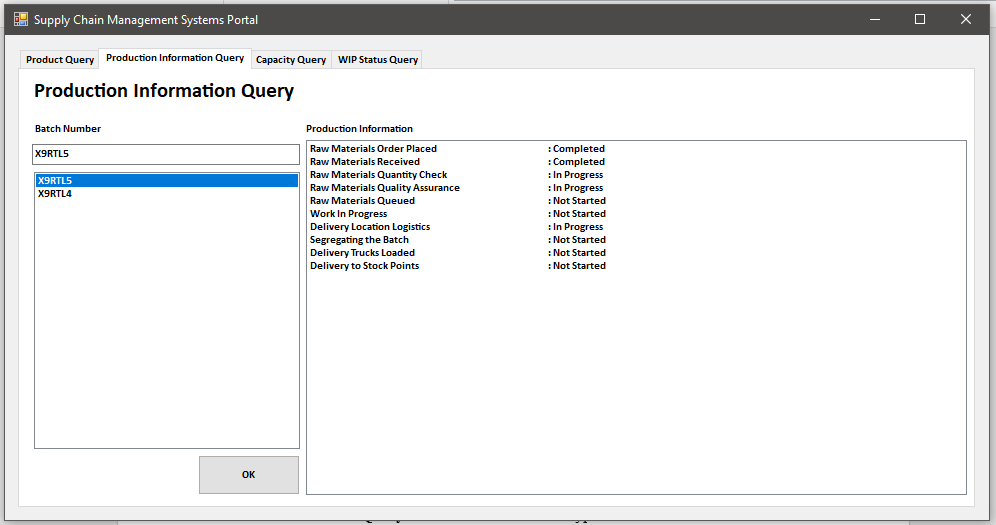 Supply Chain Management Systems Portal
Product Query Production Information Query Capacity Query WIP Status Query
Production Information Query
Batch Number
X9RTL5
X9RTL5
X9RTL4
OK
Production Information
Raw Materials Order Placed : Completed
Raw Materials Received : Completed
Raw Materials Quantity Check : In Progress
Raw Materials Quality Assurance : In Progress
Raw Materials Queued : Not Started
Work In Progress : Not Started
Delivery Location Logistics : In Progress
Segregating the Batch : Not Started
Delivery Trucks Loaded : Not Started
Delivery to Stock Points : Not Started